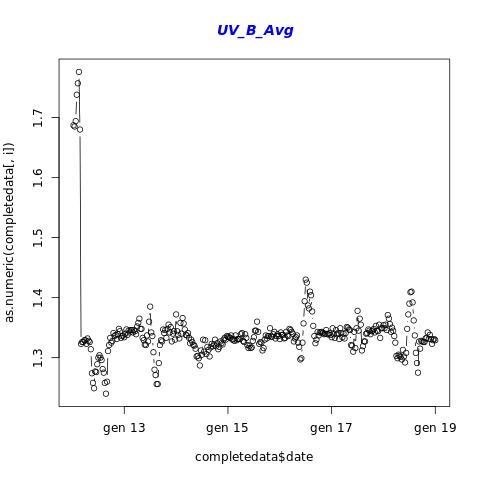 UV_B_Avg
as.numeric(completedata[, i])
1.7
1.6
1.5
1.4
1.3
gen 13 gen 15 gen 17 gen 19
completedata$date